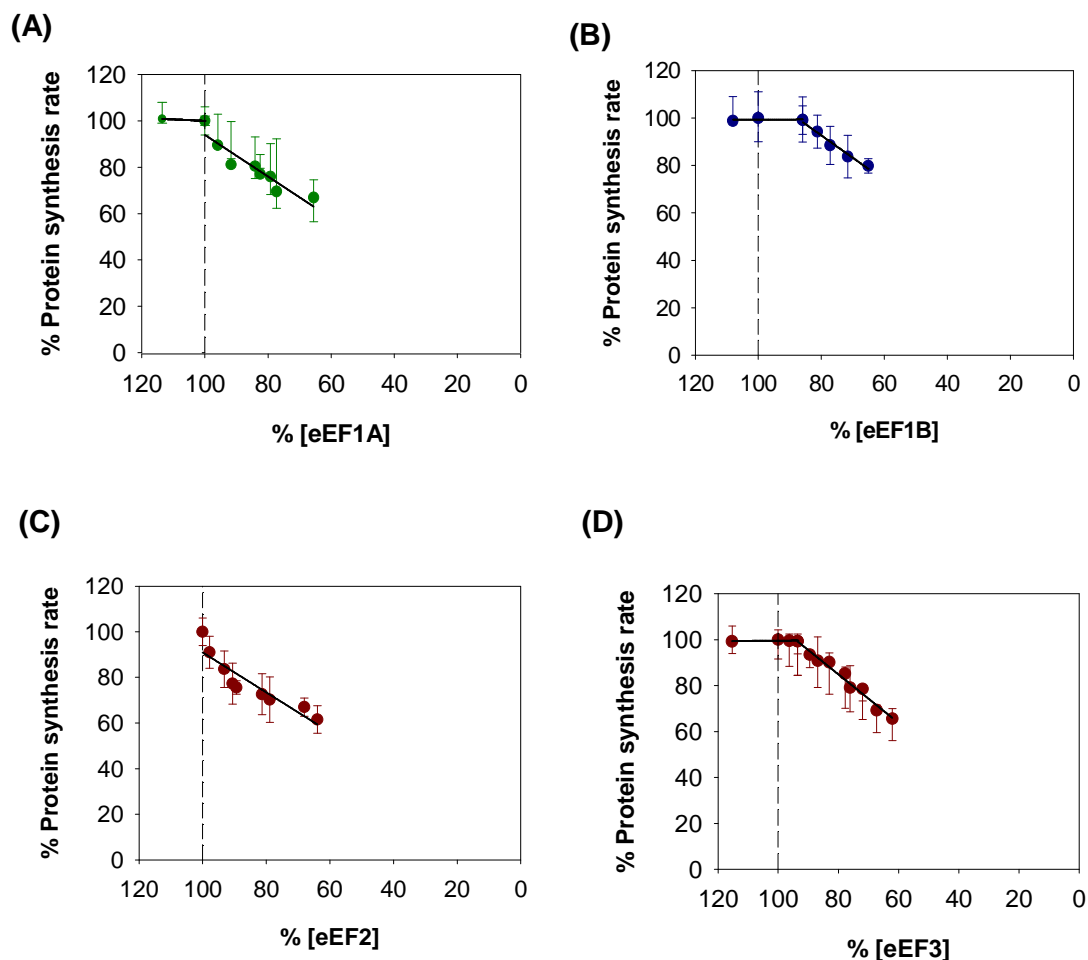 (A)
% Protein synthesis rate
120
100
80
60
40
20
0
120 100 80 60 40 20 0
% [eEF1A]
(B)
% Protein synthesis rate
120
100
80
60
40
20
0
120 100 80 60 40 20 0
% [eEF1B]
(C)
% Protein synthesis rate
120
100
80
60
40
20
0
120 100 80 60 40 20 0
% [eEF2]
(D)
% Protein synthesis rate
120
100
80
60
40
20
0
120 100 80 60 40 20 0
% [eEF3]